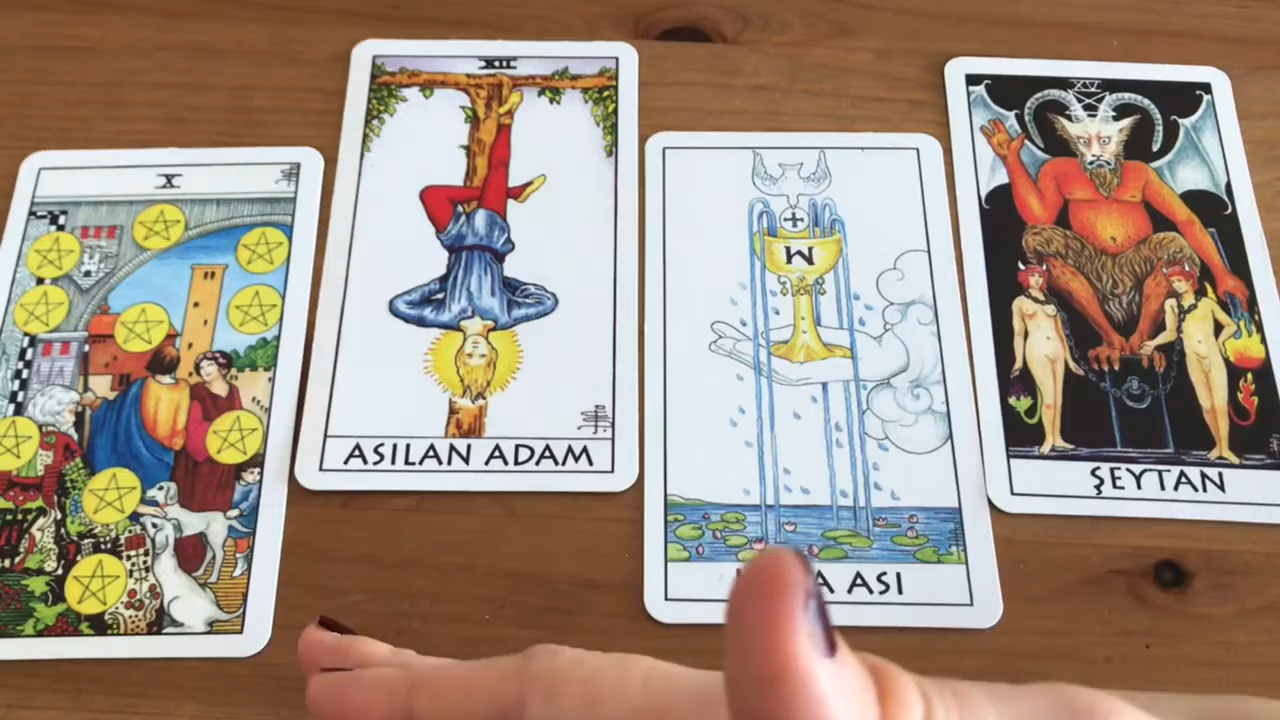 X
XII
ASILAN ADAM
M
ASI
XV
ŞEYTAN